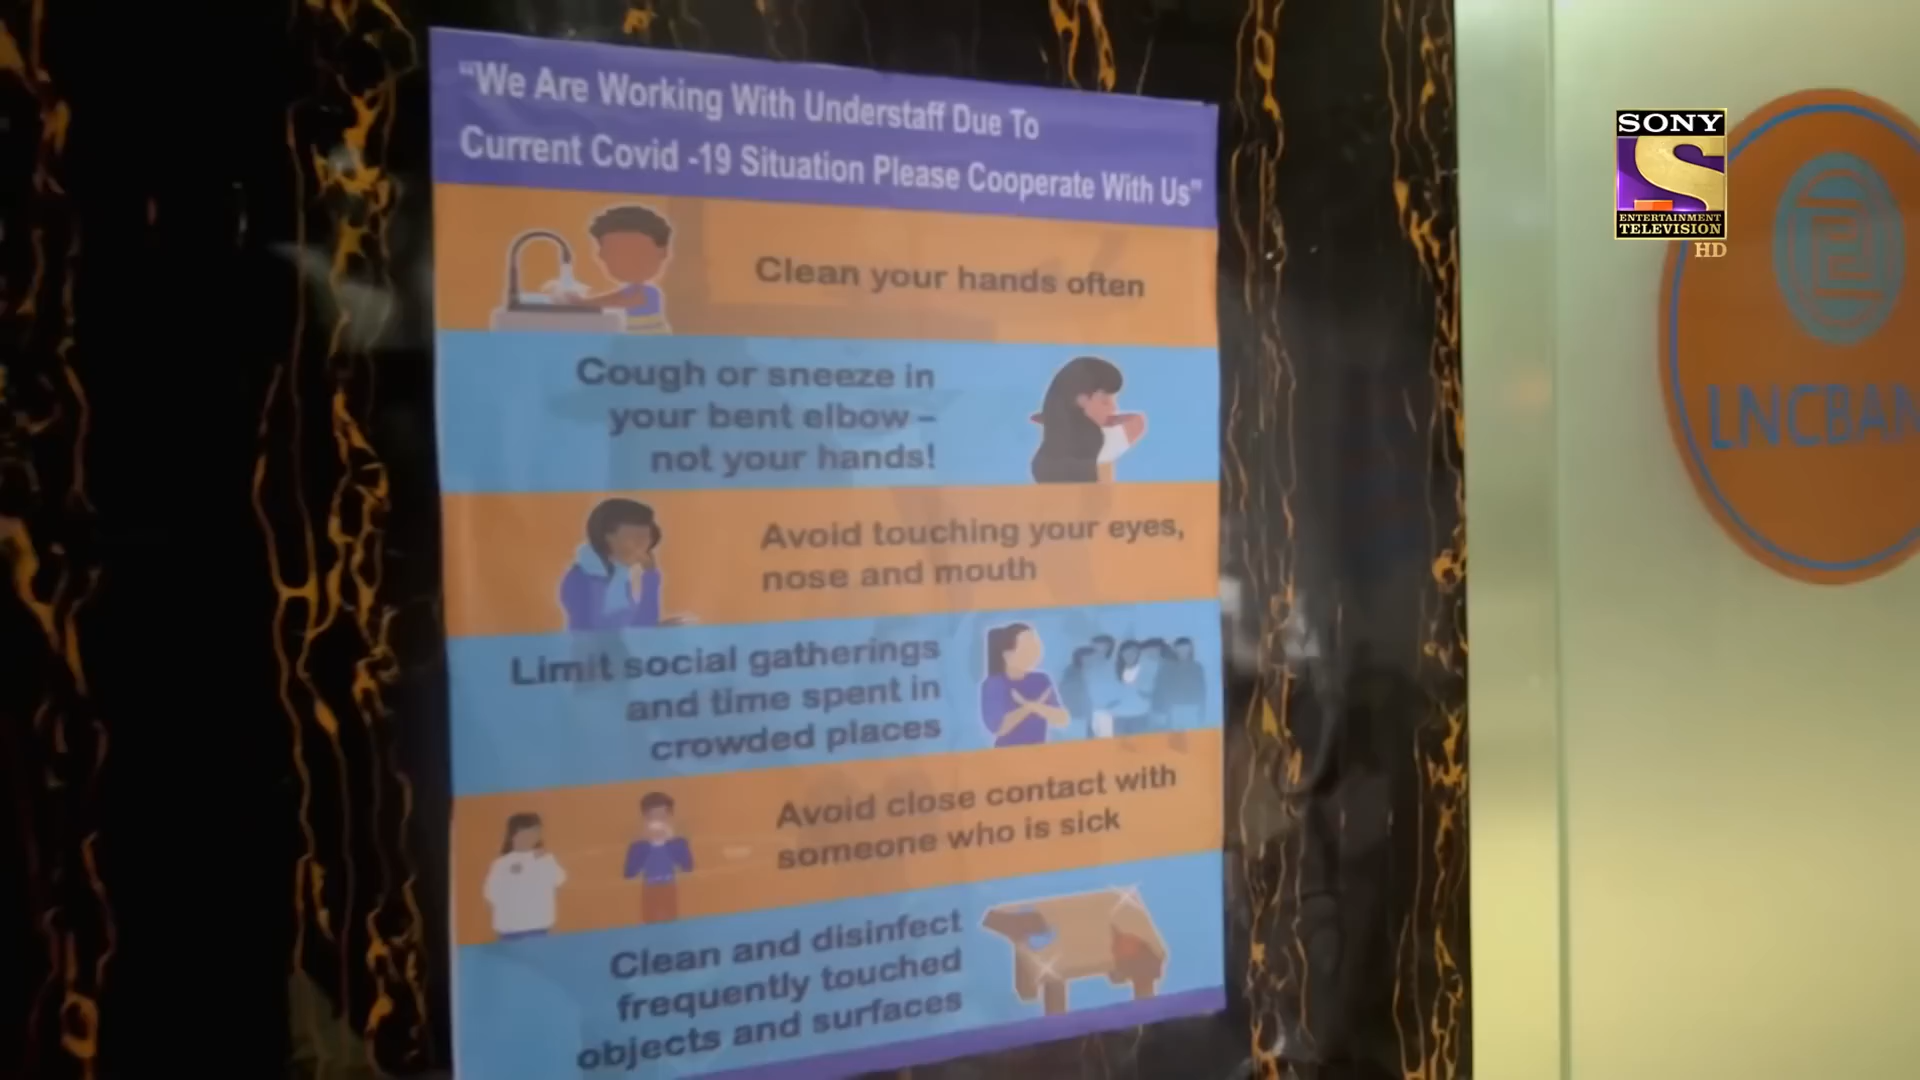 “We Are Working With Understaff Due To
Current Covid -19 Situation Please Cooperate With Us”
Clean your hands often
Cough or sneeze in
your bent elbow –
not your hands!
Avoid touching your eyes,
nose and mouth
Limit social gatherings
and time spent in
crowded places
Avoid close contact with
someone who is sick
Clean and disinfect
frequently touched
objects and surfaces
SONY
ENTERTAINMENT
TELEVISION
HD
LNCBAN